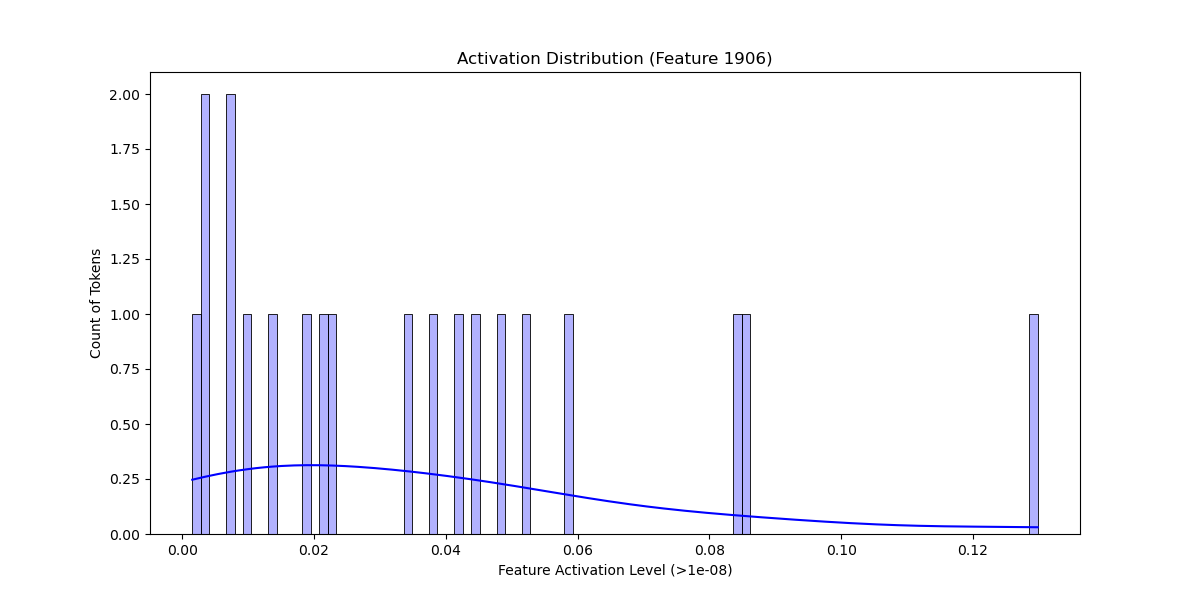 Activation Distribution (Feature 1906)
2.00
1.75
1.50
1.25
1.00
0.75
0.50
0.25
0.00
Count of Tokens
0.00 0.02 0.04 0.06 0.08 0.10 0.12
Feature Activation Level (>1e-08)